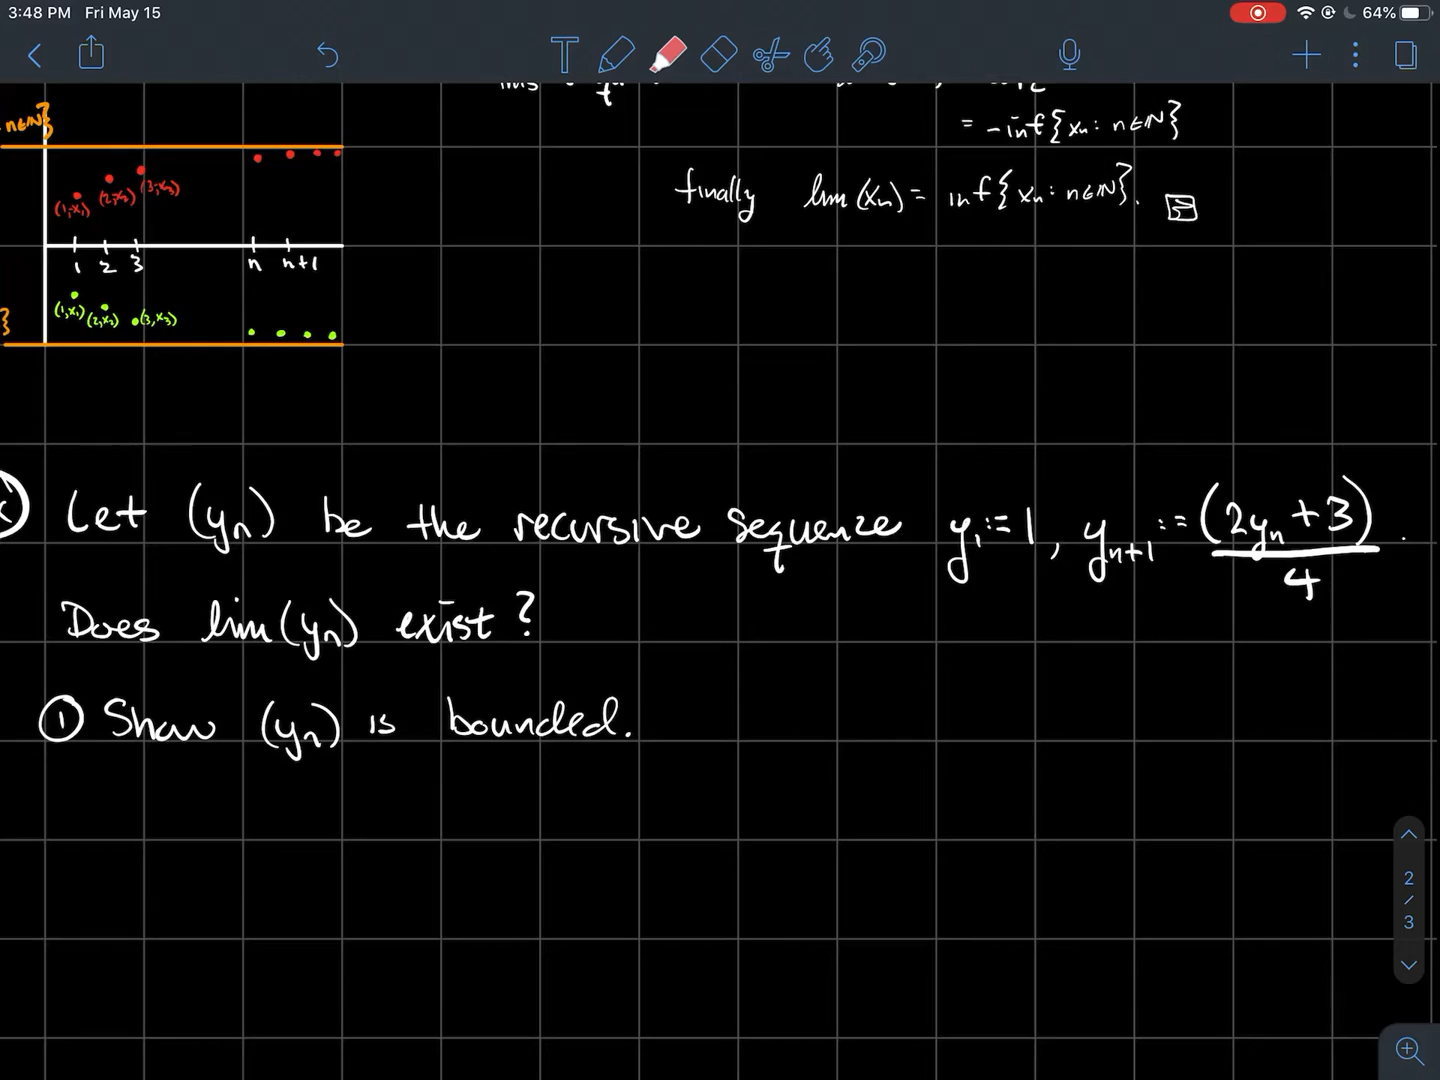 3:48 PM Fri May 15
64%
= -inf{xn: n∈ℕ}
n∈ℕ}
finally lim(xn) = inf{xn: n∈ℕ}.
(1,-x1) (2,-x2) (3,-x3)
1 2 3 n n+1
(1,x1) (2,x2) (3,x3)
}
Let (yn) be the recursive sequence y1:=1, yn+1:=(2yn+3)/4.
Does lim(yn) exist?
① Show (yn) is bounded.
2
/
3